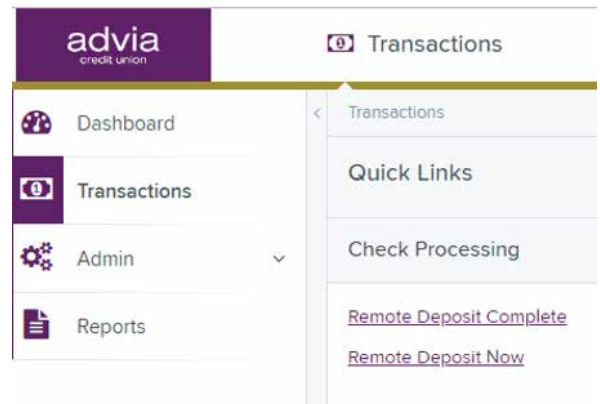 advia
credit union
Transactions
Dashboard
Transactions
Admin
Reports
Transactions
Quick Links
Check Processing
Remote Deposit Complete
Remote Deposit Now